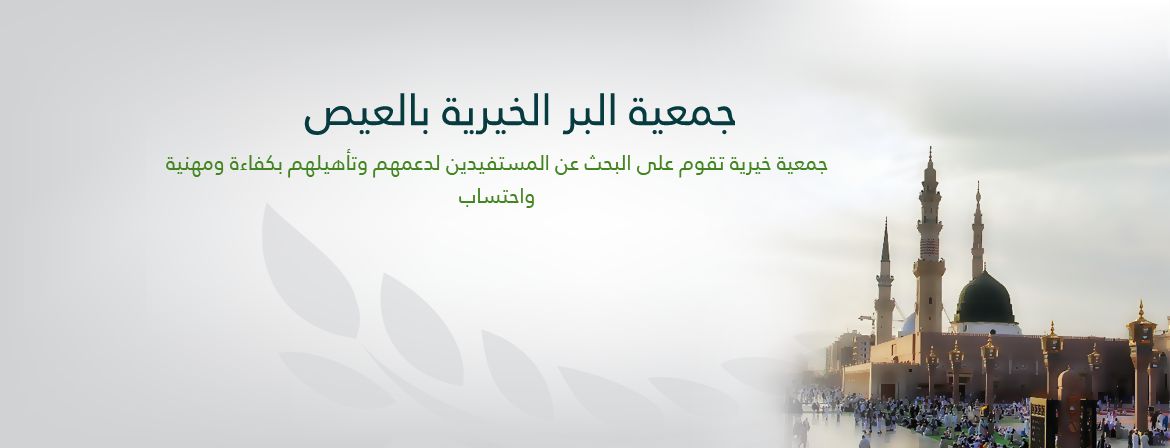 جمعية البر الخيرية بالعيص
جمعية خيرية تقوم على البحث عن المستفيدين لدعمهم وتأهيلهم بكفاءة ومهنية
واحتساب